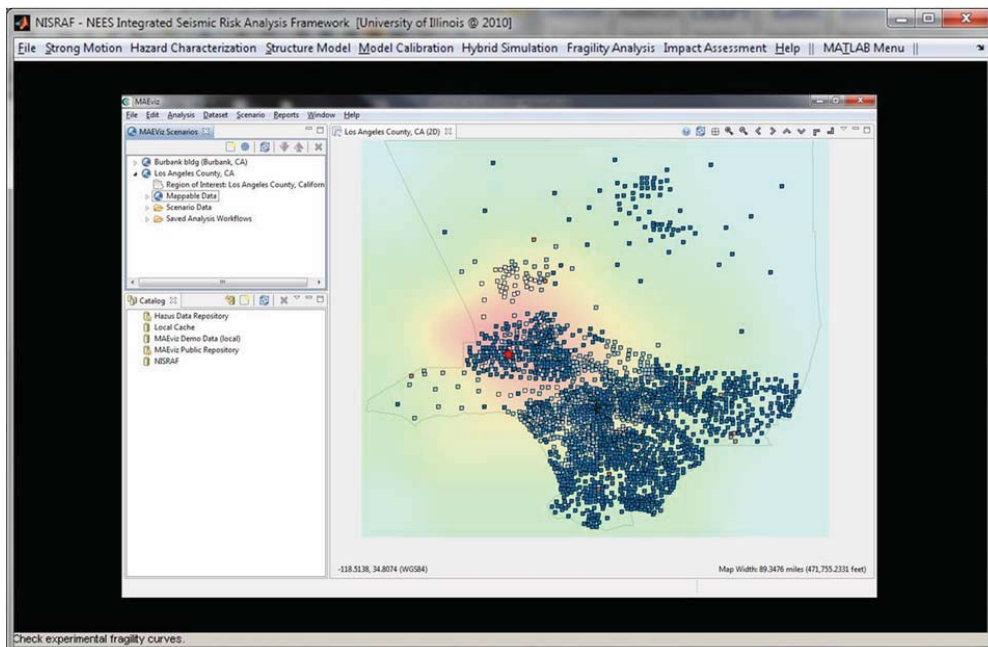 NISRAF - NEES Integrated Seismic Risk Analysis Framework [University of Illinois @ 2010]
File Strong Motion Hazard Characterization Structure Model Model Calibration Hybrid Simulation Fragility Analysis Impact Assessment Help || MATLAB Menu ||
MAEviz
File Edit Analysis Dataset Scenario Reports Window Help
MAEViz Scenarios
Los Angeles County, CA (2D)
Burbank bldg (Burbank, CA)
Los Angeles County, CA
Region of Interest: Los Angeles County, Californ
Mappable Data
Scenario Data
Saved Analysis Workflows
Catalog
Hazus Data Repository
Local Cache
MAEviz Demo Data (local)
MAEviz Public Repository
NISRAF
-118.5138, 34.8074 (WGS84)
Map Width: 89.3476 miles (471,755.2331 feet)
Check experimental fragility curves.